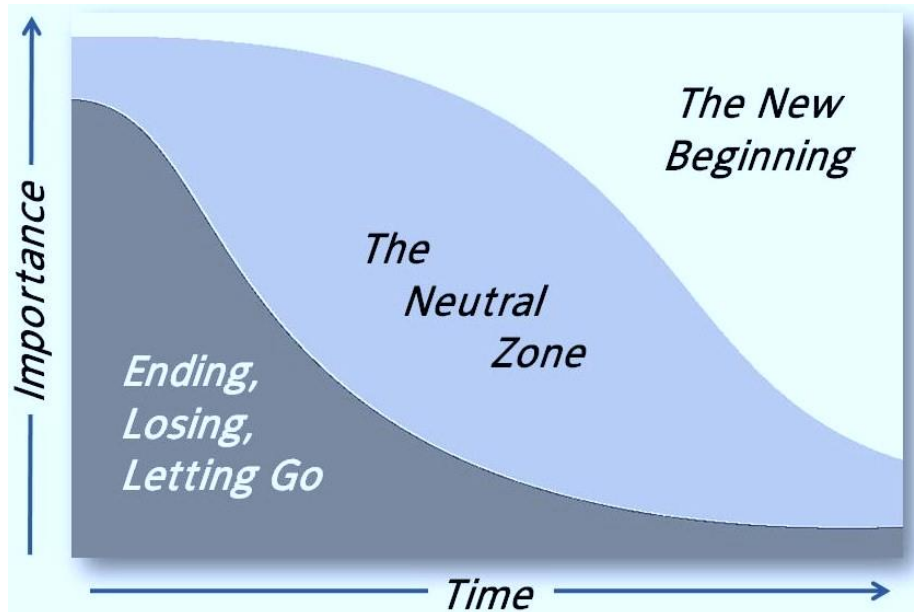 The New
Beginning
The
Neutral
Zone
Ending,
Losing,
Letting Go
Importance
Time